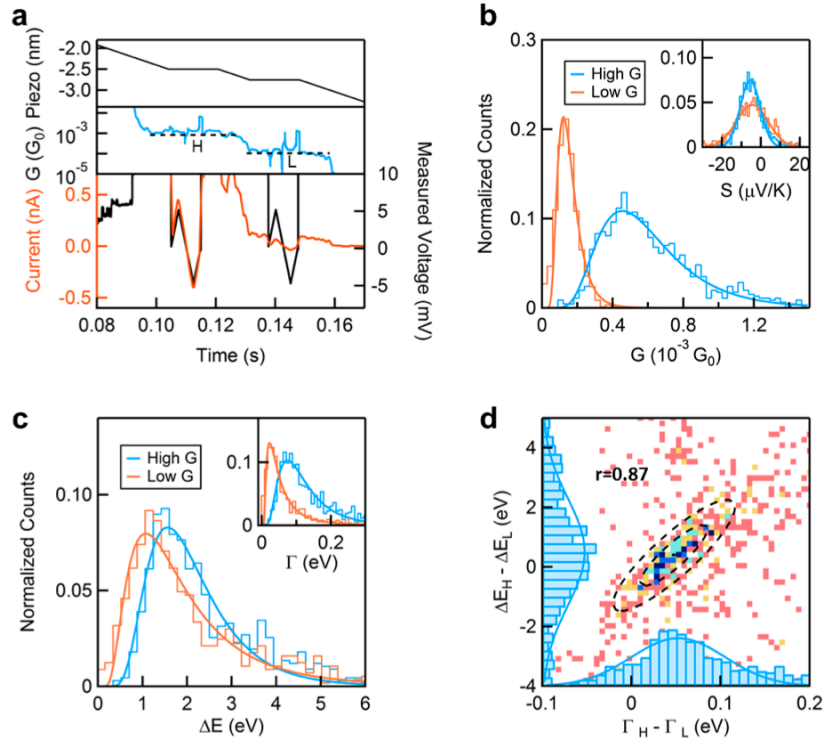 a
Piezo (nm)
-2.0
-2.5
-3.0
G (G0)
10-3
10-5
H
L
Current (nA)
0.5
0.0
-0.5
10
5
0
-5
Measured Voltage (mV)
0.08 0.10 0.12 0.14 0.16
Time (s)
b
Normalized Counts
0.3
0.2
0.1
0
High G
Low G
0.10
0.05
0
-20 0 20
S (μV/K)
0 0.4 0.8 1.2
G (10-3 G0)
c
Normalized Counts
0.10
0.05
0
High G
Low G
0.1
0
0 0.2
Γ (eV)
0 1 2 3 4 5 6
ΔE (eV)
d
ΔEH - ΔEL (eV)
4
2
0
-2
-4
r=0.87
-0.1 0 0.1 0.2
ΓH - ΓL (eV)